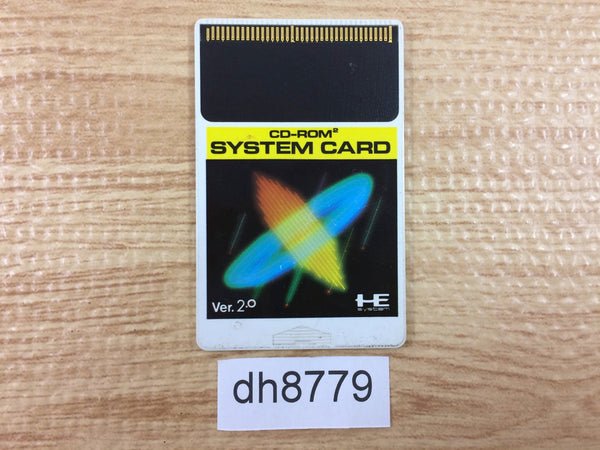 CD-ROM²
SYSTEM CARD
Ver. 2.0
HE
system
dh8779